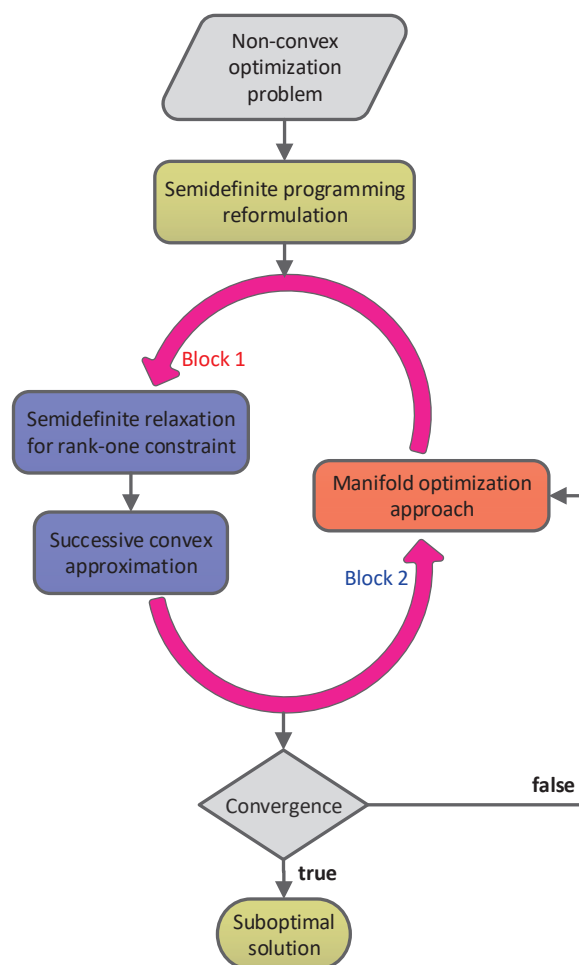 Non-convex
optimization
problem
Semidefinite programming
reformulation
Block 1
Semidefinite relaxation
for rank-one constraint
Manifold optimization
approach
Successive convex
approximation
Block 2
Convergence
false
true
Suboptimal
solution